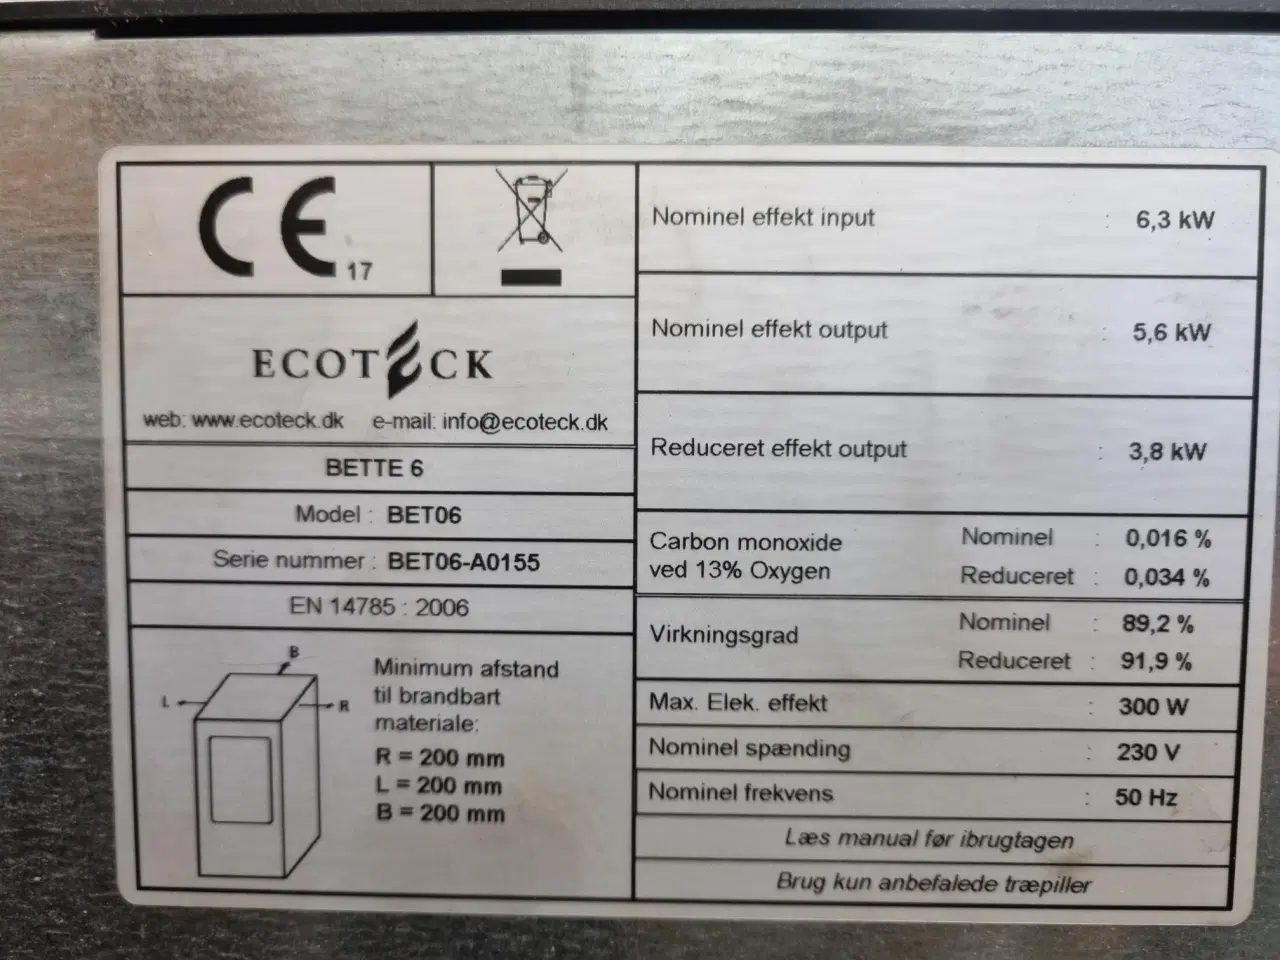 CE 17
ECOTECK
web: www.ecoteck.dk e-mail: info@ecoteck.dk
BETTE 6
Model : BET06
Serie nummer : BET06-A0155
EN 14785 : 2006
B
L
R
Minimum afstand
til brandbart
materiale:
R = 200 mm
L = 200 mm
B = 200 mm
Nominel effekt input : 6,3 kW
Nominel effekt output : 5,6 kW
Reduceret effekt output : 3,8 kW
Carbon monoxide
ved 13% Oxygen
Nominel : 0,016 %
Reduceret : 0,034 %
Virkningsgrad
Nominel : 89,2 %
Reduceret : 91,9 %
Max. Elek. effekt : 300 W
Nominel spænding : 230 V
Nominel frekvens : 50 Hz
Læs manual før ibrugtagen
Brug kun anbefalede træpiller